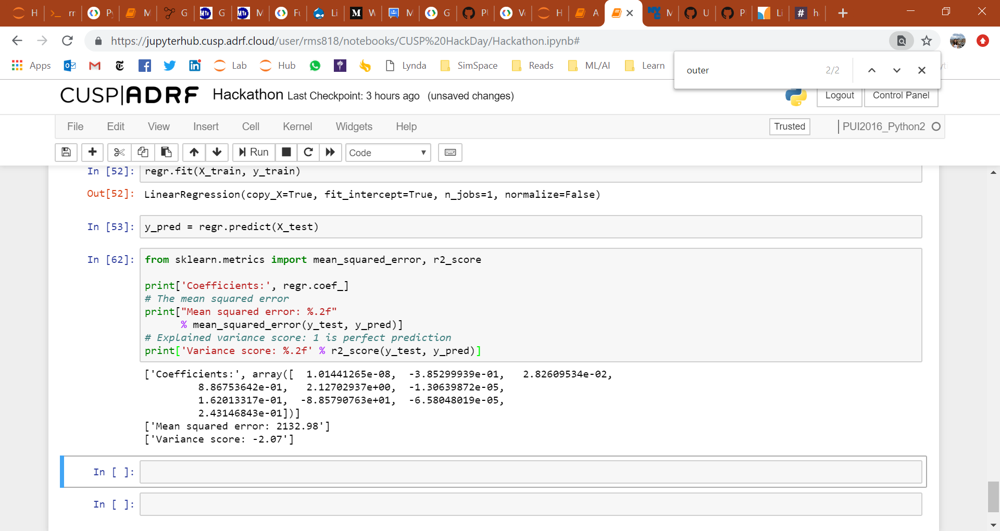 H rr Py M G G M Fu Li W M G Pl V H A M U P Li h
https://jupyterhub.cusp.adrf.cloud/user/rms818/notebooks/CUSP%20HackDay/Hackathon.ipynb#
Apps Lab Hub Lynda SimSpace Reads ML/AI Learn
outer 2/2
CUSP|ADRF Hackathon Last Checkpoint: 3 hours ago (unsaved changes)
Logout Control Panel
File Edit View Insert Cell Kernel Widgets Help Trusted PUI2016_Python2
Run Code
In [52]: regr.fit(X_train, y_train)
Out[52]: LinearRegression(copy_X=True, fit_intercept=True, n_jobs=1, normalize=False)
In [53]: y_pred = regr.predict(X_test)
In [62]: from sklearn.metrics import mean_squared_error, r2_score
print['Coefficients:', regr.coef_]
# The mean squared error
print["Mean squared error: %.2f"
% mean_squared_error(y_test, y_pred)]
# Explained variance score: 1 is perfect prediction
print['Variance score: %.2f' % r2_score(y_test, y_pred)]
['Coefficients:', array([ 1.01441265e-08, -3.85299939e-01, 2.82609534e-02,
8.86753642e-01, 2.12702937e+00, -1.30639872e-05,
1.62013317e-01, -8.85790763e+01, -6.58048019e-05,
2.43146843e-01])]
['Mean squared error: 2132.98']
['Variance score: -2.07']
In [ ]:
In [ ]: